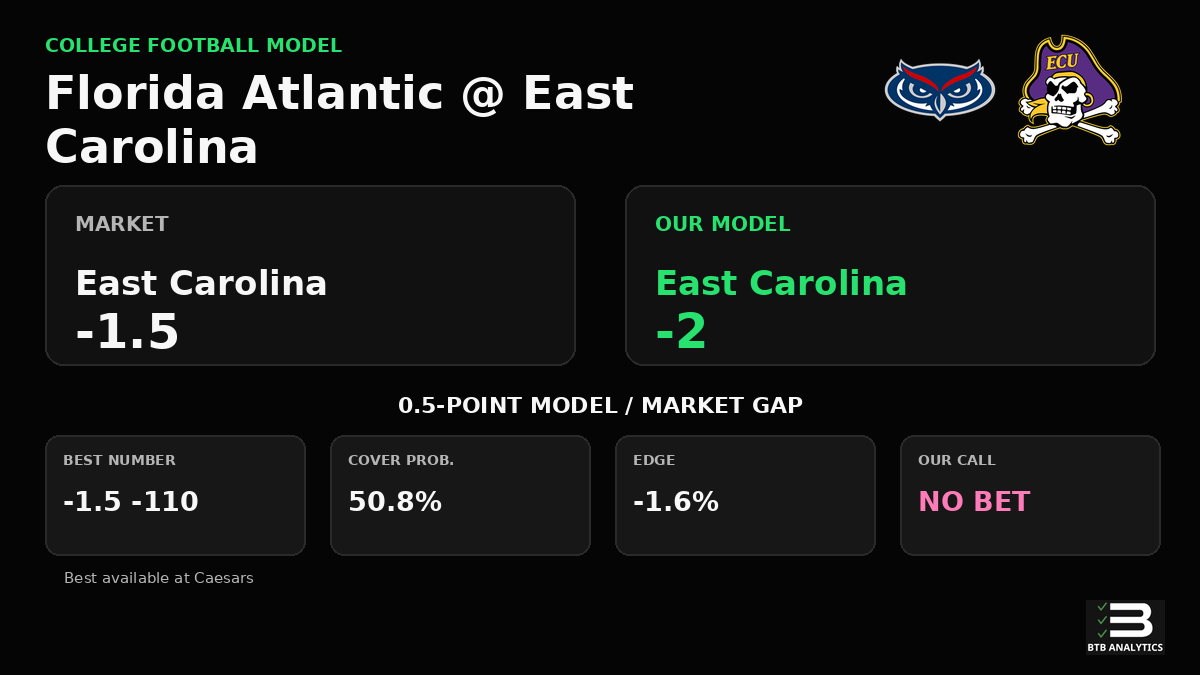 COLLEGE FOOTBALL MODEL
Florida Atlantic @ East
Carolina
ECU
MARKET
East Carolina
-1.5
OUR MODEL
East Carolina
-2
0.5-POINT MODEL / MARKET GAP
BEST NUMBER
-1.5 -110
COVER PROB.
50.8%
EDGE
-1.6%
OUR CALL
NO BET
Best available at Caesars
B
BTB ANALYTICS